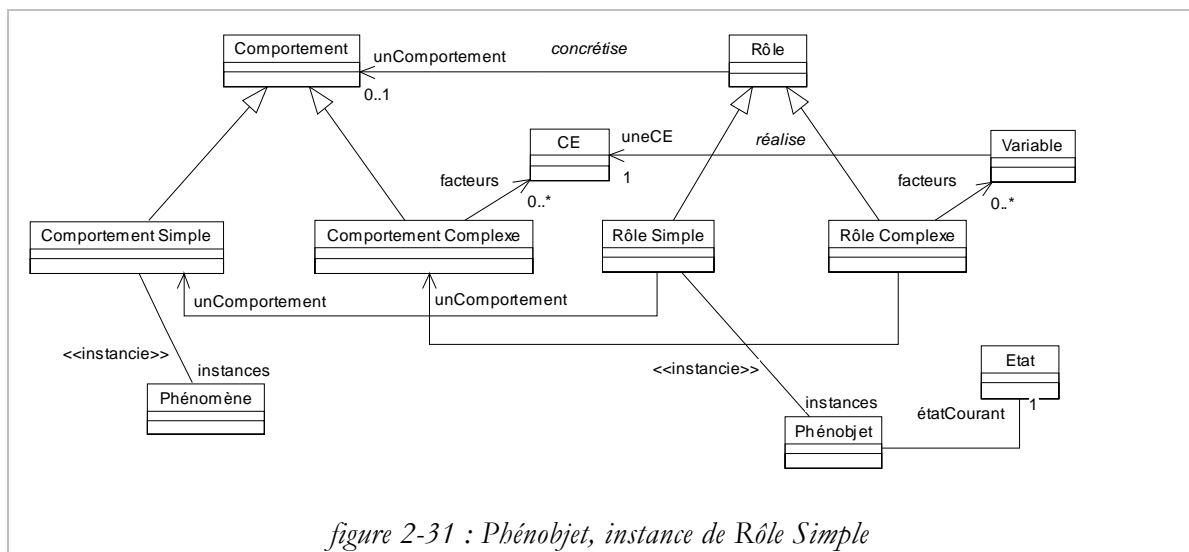 Comportement
unComportement
concrétise
Rôle
0..1
CE
uneCE
1
réalise
Variable
facteurs
0..*
facteurs
0..*
Comportement Simple
Comportement Complexe
Rôle Simple
Rôle Complexe
unComportement
unComportement
<<instancie>>
instances
Phénomène
<<instancie>>
instances
Phénobjet
étatCourant
Etat
1
figure 2-31 : Phénobjet, instance de Rôle Simple